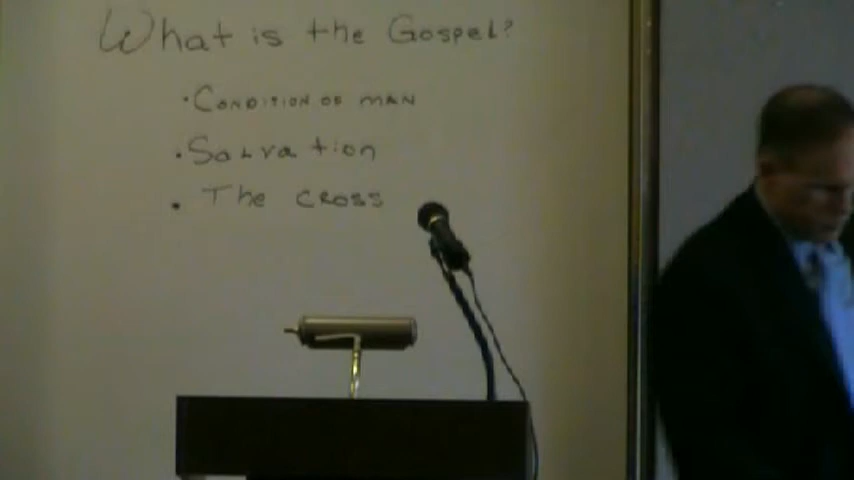 What is the Gospel?
• CONDITION OF MAN
• Salvation
• The CROSS